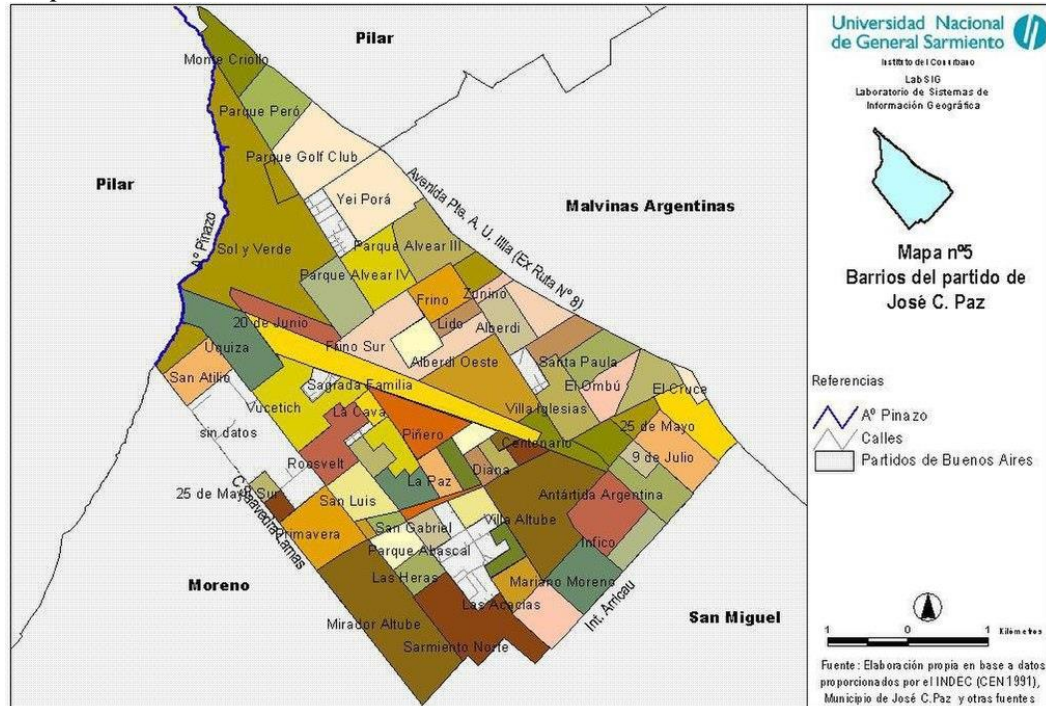 Pilar
Monte Criollo
Parque Peró
Parque Golf Club
Pilar
Yei Porá
Malvinas Argentinas
Avenida Pte. A. U. Illia (Ex Ruta Nº 8)
Aº Pinazo
Sol y Verde
Parque Alvear III
Parque Alvear IV
Frino
Zunino
Lido
Alberdi
20 de Junio
Frino Sur
Uquiza
Alberdi Oeste
Santa Paula
San Atilio
Sagrada Familia
El Ombú
El Cruce
Vucetich
La Cava
Villa Iglesias
sin datos
Piñero
25 de Mayo
Centenario
Roosvelt
9 de Julio
La Paz
Diana
25 de Mayo Sur
San Luis
Antártida Argentina
C. Saavedra Lamas
Primavera
San Gabriel
Villa Altube
Parque Abascal
Infico
Las Heras
Mariano Moreno
Moreno
Int. Arricau
Las Acacias
Mirador Altube
San Miguel
Sarmiento Norte
Universidad Nacional
de General Sarmiento
Instituto del Conurbano
LabSIG
Laboratorio de Sistemas de
Información Geográfica
Mapa nº5
Barrios del partido de
José C. Paz
Referencias
Aº Pinazo
Calles
Partidos de Buenos Aires
1 0 1 Kilómetros
Fuente: Elaboración propia en base a datos
proporcionados por el INDEC (CEN 1991),
Municipio de José C.Paz y otras fuentes